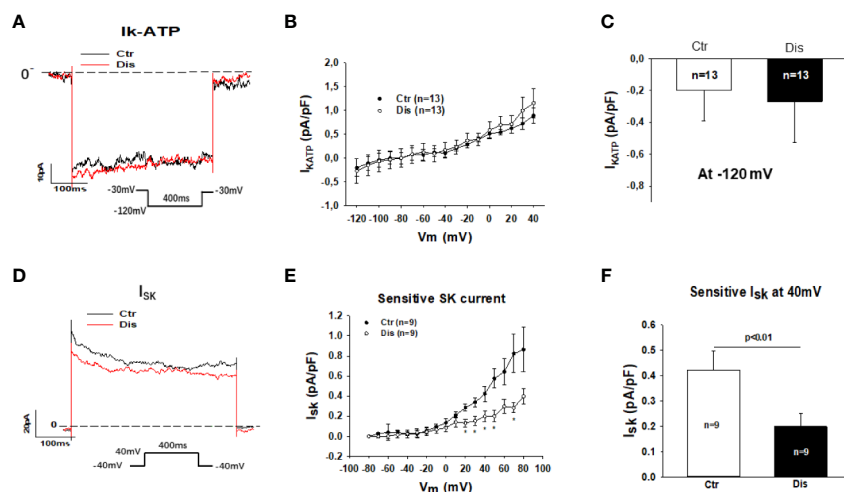 A
Ik-ATP
Ctr
Dis
0
10pA
100ms
-30mV
400ms
-30mV
-120mV
B
Ctr (n=13)
Dis (n=13)
I_KATP (pA/pF)
2,0
1,5
1,0
0,5
0,0
-0,5
1,0
-120 -100 -80 -60 -40 -20 0 20 40
Vm (mV)
C
Ctr
Dis
n=13
n=13
I_KATP (pA/pF)
0,0
-0,2
-0,4
-0,6
-0,8
At -120 mV
D
I_SK
Ctr
Dis
0
20pA
100ms
40mV
400ms
-40mV
-40mV
E
Sensitive SK current
Ctr (n=9)
Dis (n=9)
Isk (pA/pF)
1.2
1.0
0.8
0.6
0.4
0.2
0.0
* * * * *
-100 -80 -60 -40 -20 0 20 40 60 80 100
Vm (mV)
F
Sensitive Isk at 40mV
p<0.01
Isk (pA/pF)
0.6
0.5
0.4
0.3
0.2
0.1
0.0
n=9
n=9
Ctr
Dis